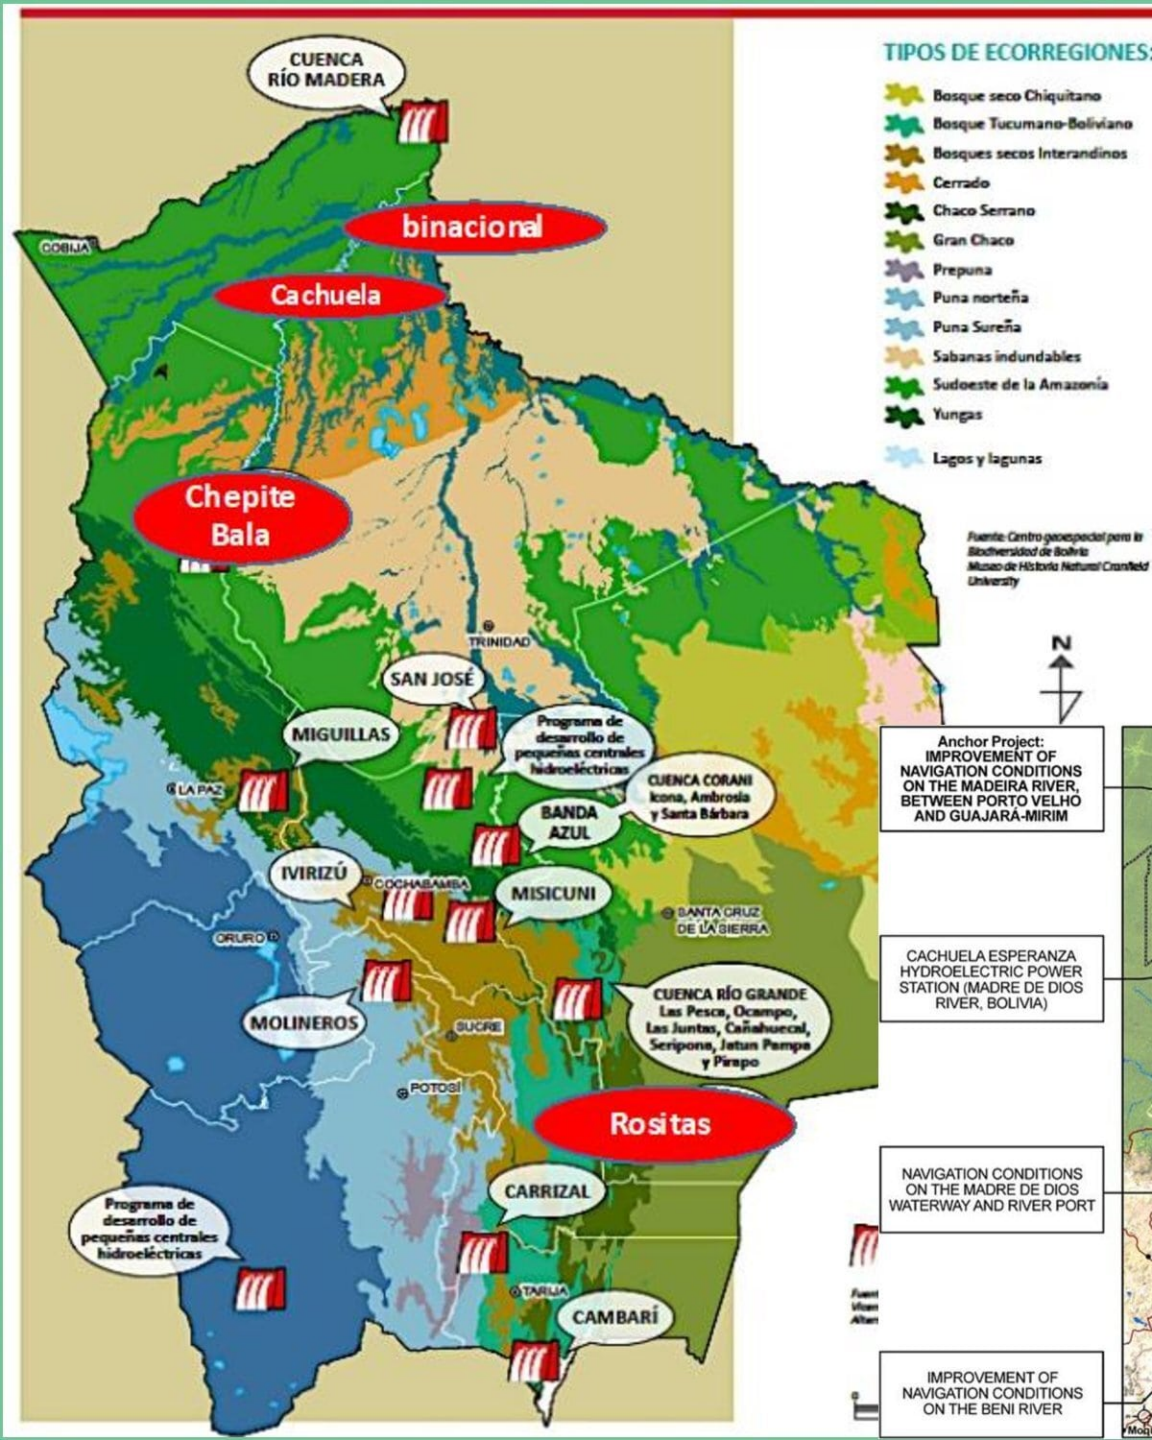 CUENCA
RÍO MADERA
binacional
COBIJA
Cachuela
Chepite
Bala
TRINIDAD
SAN JOSÉ
MIGUILLAS
Programa de
desarrollo de
pequeñas centrales
hidroeléctricas
LA PAZ
CUENCA CORANI
Icona, Ambrosia
y Santa Bárbara
BANDA
AZUL
IVIRIZÚ
COCHABAMBA
MISICUNI
SANTA CRUZ
DE LA SIERRA
ORURO
MOLINEROS
SUCRE
CUENCA RÍO GRANDE
Las Pesca, Ocampo,
Las Juntas, Cañahuecal,
Seripona, Jatun Pampa
y Pirapo
POTOSÍ
Rositas
CARRIZAL
Programa de
desarrollo de
pequeñas centrales
hidroeléctricas
TARIJA
CAMBARÍ
TIPOS DE ECORREGIONES:
Bosque seco Chiquitano
Bosque Tucumano-Boliviano
Bosques secos Interandinos
Cerrado
Chaco Serrano
Gran Chaco
Prepuna
Puna norteña
Puna Sureña
Sabanas indundables
Sudoeste de la Amazonía
Yungas
Lagos y lagunas
Fuente: Centro geoespacial para la
Biodiversidad de Bolivia
Museo de Historia Natural Cranfield
University
N
Anchor Project:
IMPROVEMENT OF
NAVIGATION CONDITIONS
ON THE MADEIRA RIVER,
BETWEEN PORTO VELHO
AND GUAJARÁ-MIRIM
CACHUELA ESPERANZA
HYDROELECTRIC POWER
STATION (MADRE DE DIOS
RIVER, BOLIVIA)
NAVIGATION CONDITIONS
ON THE MADRE DE DIOS
WATERWAY AND RIVER PORT
IMPROVEMENT OF
NAVIGATION CONDITIONS
ON THE BENI RIVER